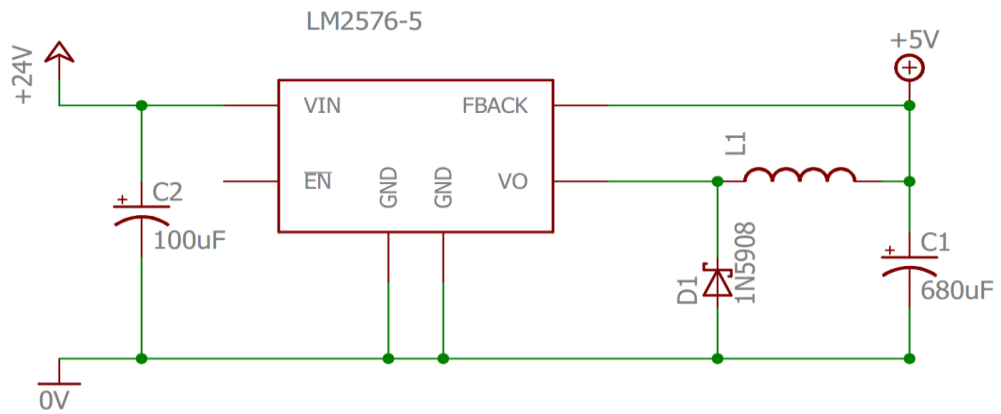 LM2576-5
+24V
+5V
VIN
FBACK
L1
EN
GND
GND
VO
C2
100uF
D1
1N5908
C1
680uF
0V